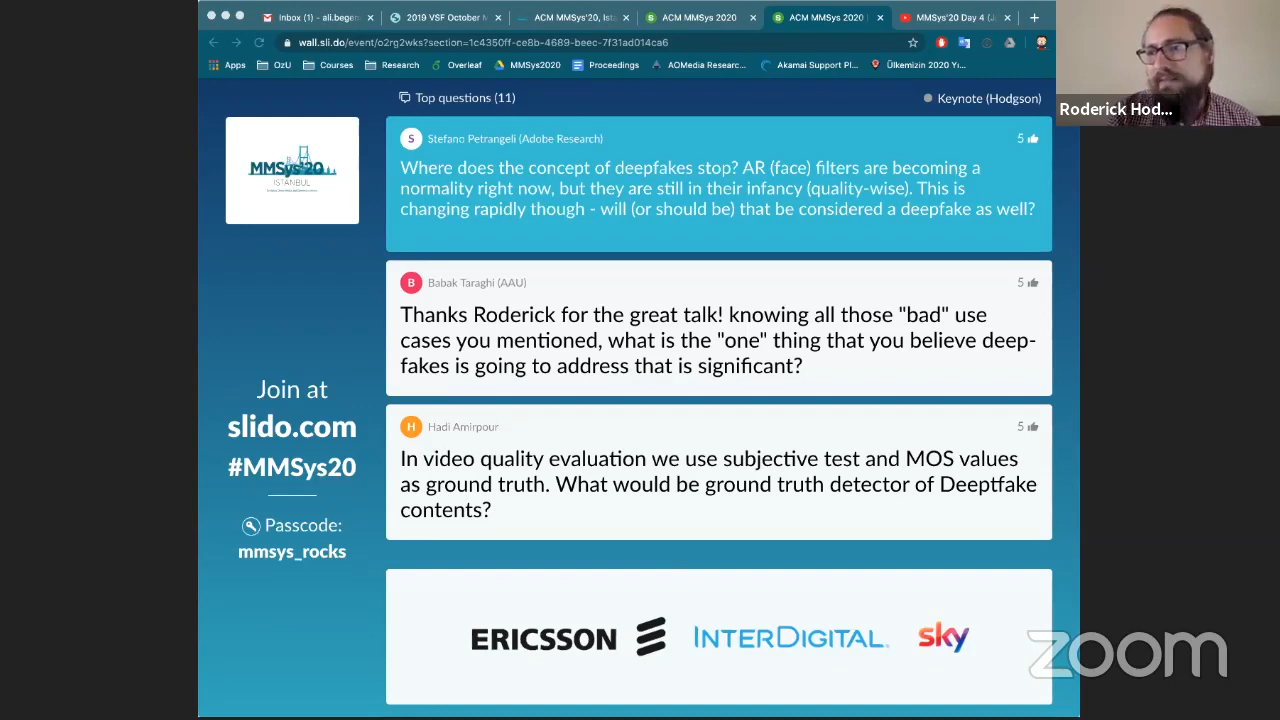 Inbox (1) - ali.begen
2019 VSF October M
ACM MMSys'20, Ista
ACM MMSys 2020
ACM MMSys 2020
MMSys'20 Day 4 (J
wall.sli.do/event/o2rg2wks?section=1c4350ff-ce8b-4689-beec-7f31ad014ca6
Apps
OzU
Courses
Research
Overleaf
MMSys2020
Proceedings
AOMedia Researc...
Akamai Support Pl...
Ülkemizin 2020 Yı...
Roderick Hod...
Top questions (11)
Keynote (Hodgson)
MMSys'20
ISTANBUL
S Stefano Petrangeli (Adobe Research) 5
Where does the concept of deepfakes stop? AR (face) filters are becoming a
normality right now, but they are still in their infancy (quality-wise). This is
changing rapidly though - will (or should be) that be considered a deepfake as well?
B Babak Taraghi (AAU) 5
Thanks Roderick for the great talk! knowing all those "bad" use
cases you mentioned, what is the "one" thing that you believe deep-
fakes is going to address that is significant?
H Hadi Amirpour 5
In video quality evaluation we use subjective test and MOS values
as ground truth. What would be ground truth detector of Deeptfake
contents?
Join at
slido.com
#MMSys20
Passcode:
mmsys_rocks
ERICSSON
INTERDIGITAL
sky
zoom